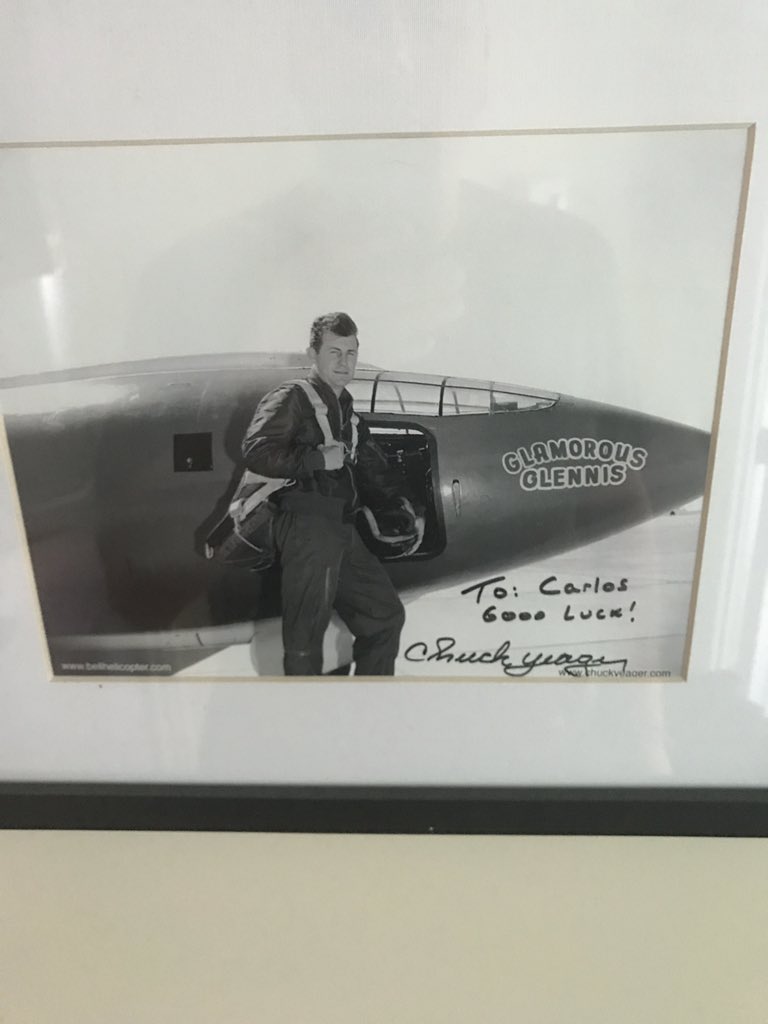 GLAMOROUS
GLENNIS
To: Carlos
Good Luck!
Chuck Yeager
www.bellhelicopter.com
www.chuckyeager.com